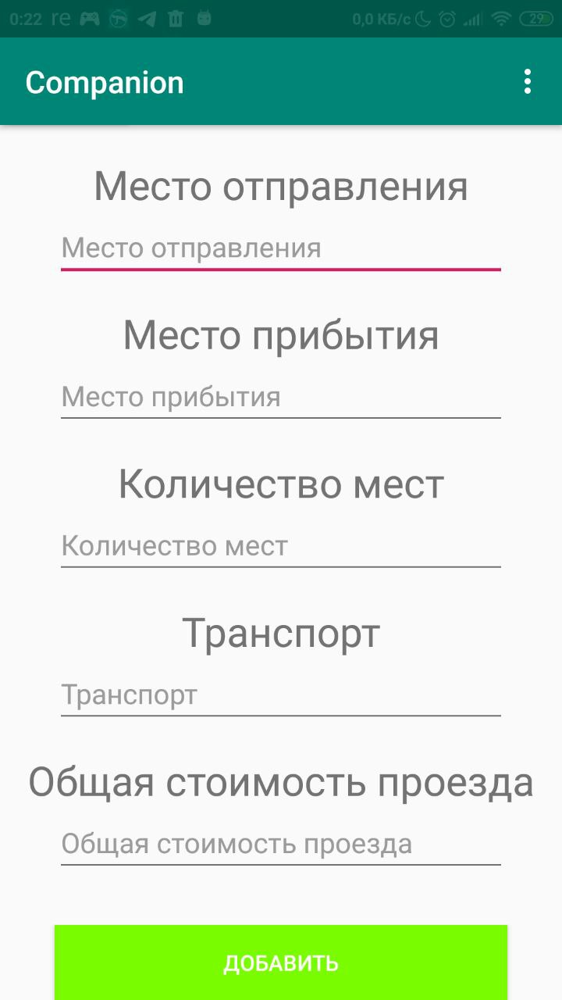 0:22 re 0,0 КБ/с 29
Companion
Место отправления
Место отправления
Место прибытия
Место прибытия
Количество мест
Количество мест
Транспорт
Транспорт
Общая стоимость проезда
Общая стоимость проезда
ДОБАВИТЬ